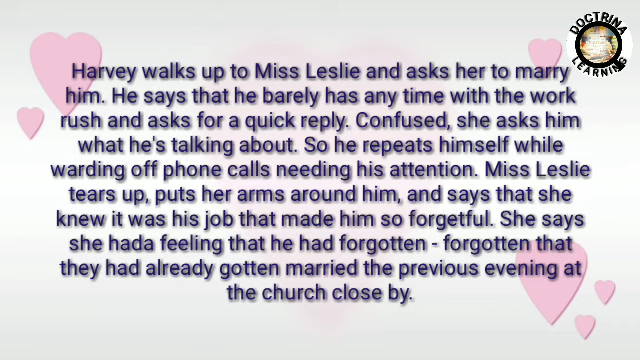 DOCTRINA
LEARNING
Harvey walks up to Miss Leslie and asks her to marry
him. He says that he barely has any time with the work
rush and asks for a quick reply. Confused, she asks him
what he's talking about. So he repeats himself while
warding off phone calls needing his attention. Miss Leslie
tears up, puts her arms around him, and says that she
knew it was his job that made him so forgetful. She says
she hada feeling that he had forgotten - forgotten that
they had already gotten married the previous evening at
the church close by.